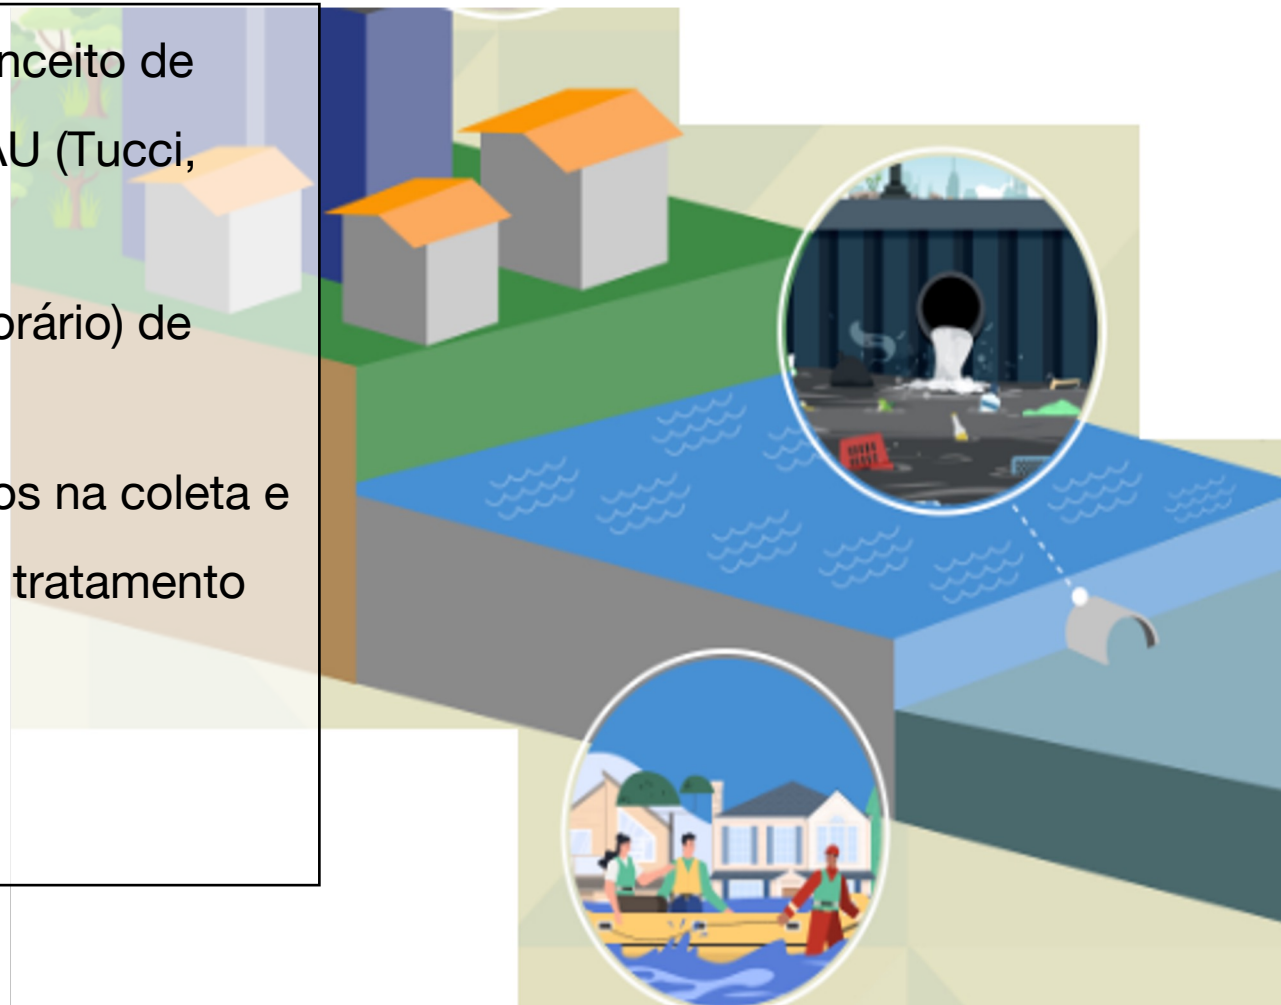 nceito de
AU (Tucci,
orário) de
os na coleta e
tratamento